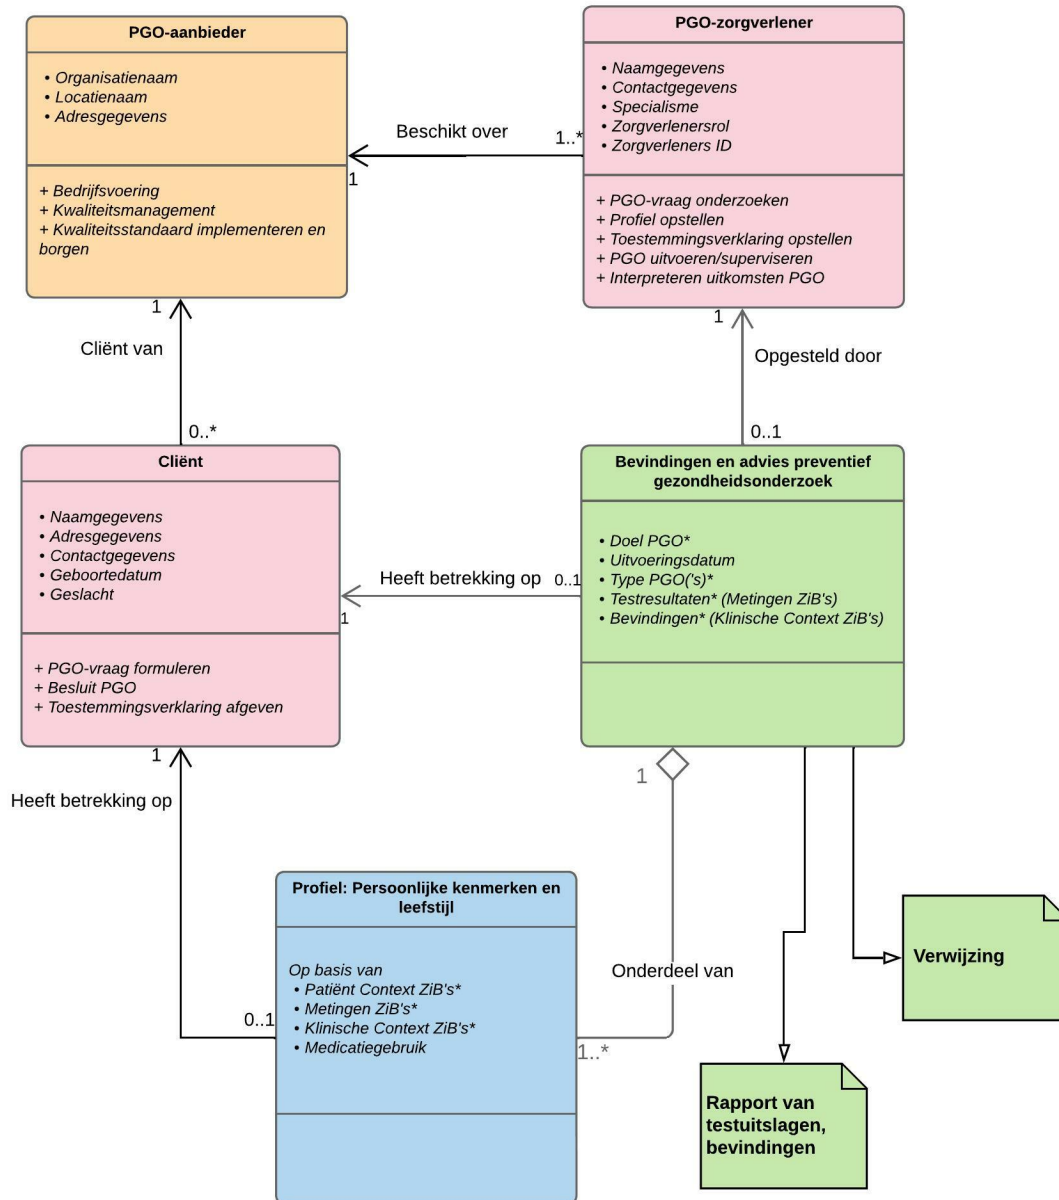 PGO-aanbieder
• Organisatienaam
• Locatienaam
• Adresgegevens
+ Bedrijfsvoering
+ Kwaliteitsmanagement
+ Kwaliteitsstandaard implementeren en
borgen
Beschikt over
1..*
1
PGO-zorgverlener
• Naamgegevens
• Contactgegevens
• Specialisme
• Zorgverlenersrol
• Zorgverleners ID
+ PGO-vraag onderzoeken
+ Profiel opstellen
+ Toestemmingsverklaring opstellen
+ PGO uitvoeren/superviseren
+ Interpreteren uitkomsten PGO
1
Cliënt van
0..*
1
Opgesteld door
0..1
Cliënt
• Naamgegevens
• Adresgegevens
• Contactgegevens
• Geboortedatum
• Geslacht
+ PGO-vraag formuleren
+ Besluit PGO
+ Toestemmingsverklaring afgeven
Heeft betrekking op
0..1
1
Bevindingen en advies preventief
gezondheidsonderzoek
• Doel PGO*
• Uitvoeringsdatum
• Type PGO('s)*
• Testresultaten* (Metingen ZiB's)
• Bevindingen* (Klinische Context ZiB's)
1
Heeft betrekking op
0..1
1
Onderdeel van
1..*
Profiel: Persoonlijke kenmerken en
leefstijl
Op basis van
• Patiënt Context ZiB's*
• Metingen ZiB's*
• Klinische Context ZiB's*
• Medicatiegebruik
Verwijzing
Rapport van
testuitslagen,
bevindingen